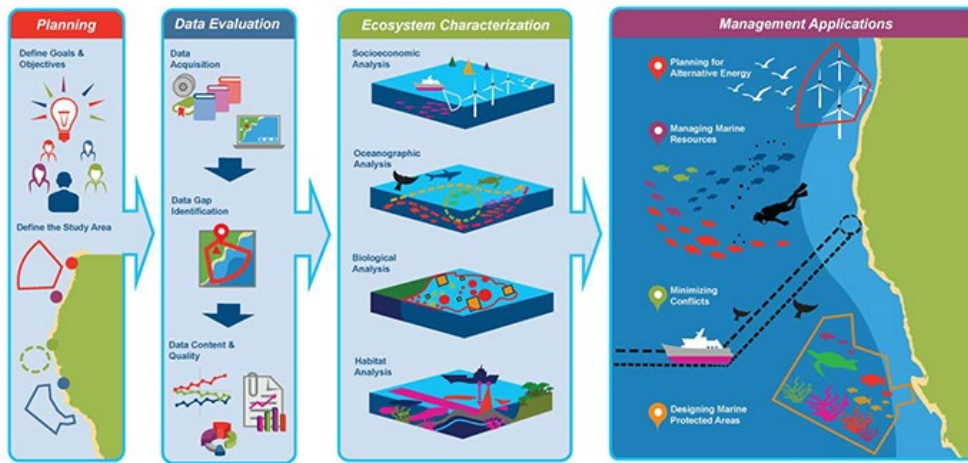 Planning
Define Goals &
Objectives
Define the Study Area
Data Evaluation
Data
Acquisition
Data Gap
Identification
Data Content &
Quality
Ecosystem Characterization
Socioeconomic
Analysis
Oceanographic
Analysis
Biological
Analysis
Habitat
Analysis
Management Applications
Planning for
Alternative Energy
Managing Marine
Resources
Minimizing
Conflicts
Designing Marine
Protected Areas